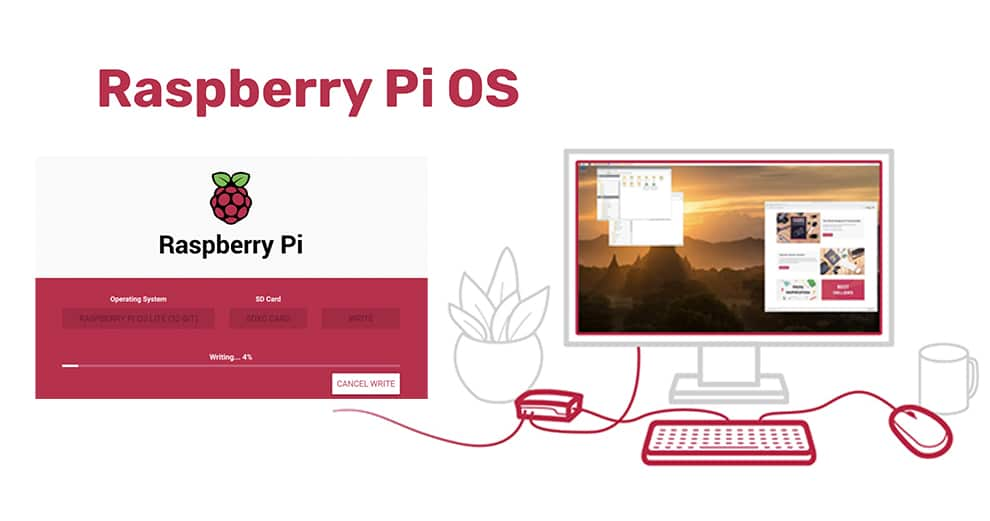 Raspberry Pi OS
Raspberry Pi
Operating System
SD Card
RASPBERRY PI OS LITE (32-BIT)
SDXC CARD
WRITE
Writing... 4%
CANCEL WRITE
BEST